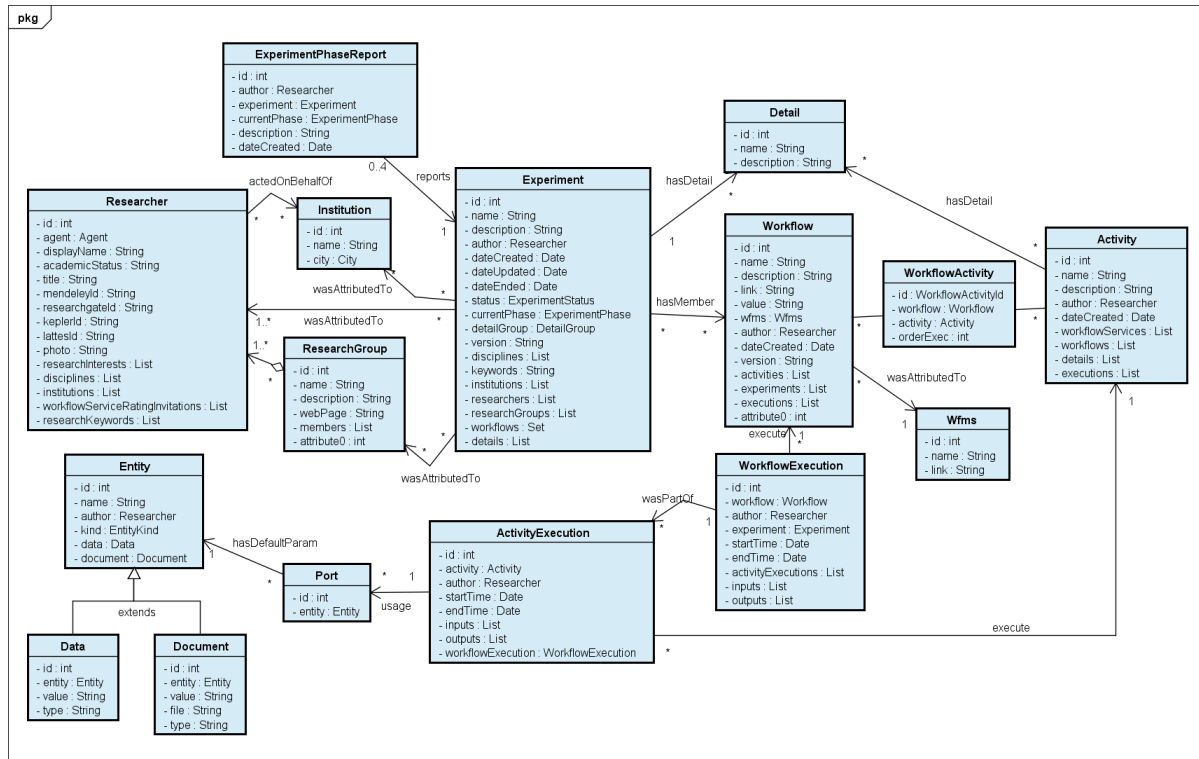 pkg
ExperimentPhaseReport
- id : int
- author : Researcher
- experiment : Experiment
- currentPhase : ExperimentPhase
- description : String
- dateCreated : Date
0..4
reports
1
Detail
- id : int
- name : String
- description : String
*
hasDetail
*
1
hasDetail
*
actedOnBehalfOf
*
*
Researcher
- id : int
- agent : Agent
- displayName : String
- academicStatus : String
- title : String
- mendeleyId : String
- researchgateId : String
- keplerId : String
- lattesId : String
- photo : String
- researchInterests : List
- disciplines : List
- institutions : List
- workflowServiceRatingInvitations : List
- researchKeywords : List
Institution
- id : int
- name : String
- city : City
*
wasAttributedTo
*
1..*
wasAttributedTo
*
1..*
*
ResearchGroup
- id : int
- name : String
- description : String
- webPage : String
- members : List
- attribute0 : int
*
*
wasAttributedTo
Experiment
- id : int
- name : String
- description : String
- author : Researcher
- dateCreated : Date
- dateUpdated : Date
- dateEnded : Date
- status : ExperimentStatus
- currentPhase : ExperimentPhase
- detailGroup : DetailGroup
- version : String
- disciplines : List
- keywords : String
- institutions : List
- researchers : List
- researchGroups : List
- workflows : Set
- details : List
hasMember
*
*
Workflow
- id : int
- name : String
- description : String
- link : String
- value : String
- wfms : Wfms
- author : Researcher
- dateCreated : Date
- version : String
- activities : List
- experiments : List
- executions : List
- attribute0 : int
*
WorkflowActivity
- id : WorkflowActivityId
- workflow : Workflow
- activity : Activity
- orderExec : int
*
Activity
- id : int
- name : String
- description : String
- author : Researcher
- dateCreated : Date
- workflowServices : List
- workflows : List
- details : List
- executions : List
1
*
wasAttributedTo
1
Wfms
- id : int
- name : String
- link : String
execute
1
*
WorkflowExecution
- id : int
- workflow : Workflow
- author : Researcher
- experiment : Experiment
- startTime : Date
- endTime : Date
- activityExecutions : List
- inputs : List
- outputs : List
wasPartOf
1
*
Entity
- id : int
- name : String
- author : Researcher
- kind : EntityKind
- data : Data
- document : Document
hasDefaultParam
1
*
Port
- id : int
- entity : Entity
*
1
usage
ActivityExecution
- id : int
- activity : Activity
- author : Researcher
- startTime : Date
- endTime : Date
- inputs : List
- outputs : List
- workflowExecution : WorkflowExecution
execute
*
extends
Data
- id : int
- entity : Entity
- value : String
- type : String
Document
- id : int
- entity : Entity
- value : String
- file : String
- type : String